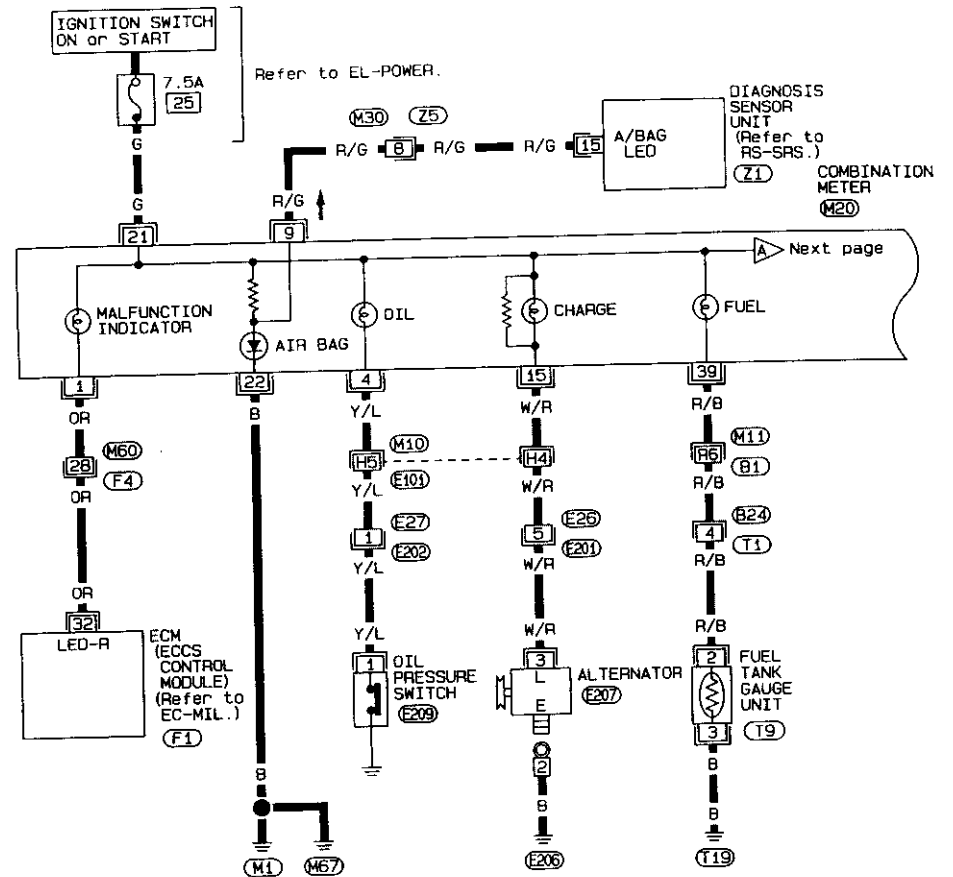 IGNITION SWITCH
ON or START
Refer to EL-POWER.
7.5A
25
G
G
M30
Z5
R/G
8
R/G
R/G
15
A/BAG
LED
DIAGNOSIS
SENSOR
UNIT
(Refer to
RS-SRS.)
Z1
COMBINATION
METER
M20
R/G
21
9
A
Next page
MALFUNCTION
INDICATOR
AIR BAG
OIL
CHARGE
FUEL
1
22
4
15
39
OR
B
Y/L
W/R
R/B
M60
28
F4
M10
H5
E101
H4
M11
R6
B1
OR
Y/L
W/R
R/B
E27
1
E202
E26
5
E201
B24
4
T1
Y/L
W/R
R/B
OR
Y/L
W/R
R/B
32
LED-R
ECM
(ECCS
CONTROL
MODULE)
(Refer to
EC-MIL.)
F1
1
OIL
PRESSURE
SWITCH
E209
3
L
E
ALTERNATOR
E207
2
FUEL
TANK
GAUGE
UNIT
3
T9
2
B
B
B
B
M1
M67
E206
T19